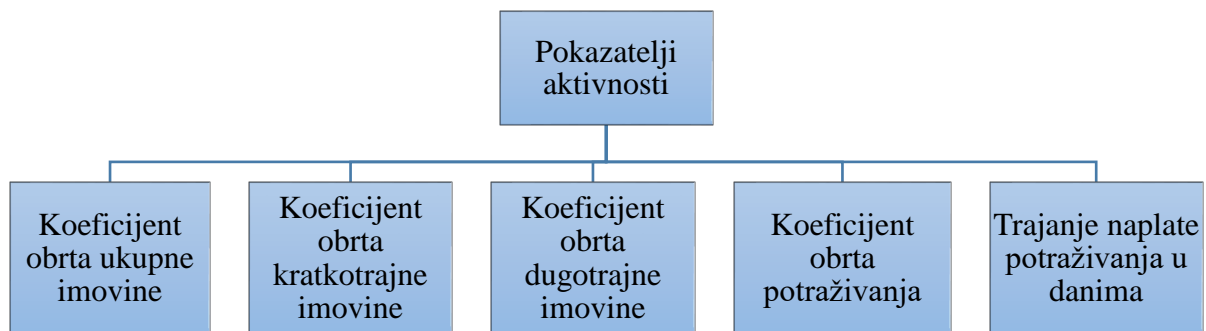 Pokazatelji
aktivnosti
Koeficijent
obrta ukupne
imovine
Koeficijent
obrta
kratkotrajne
imovine
Koeficijent
obrta
dugotrajne
imovine
Koeficijent
obrta
potraživanja
Trajanje naplate
potraživanja u
danima